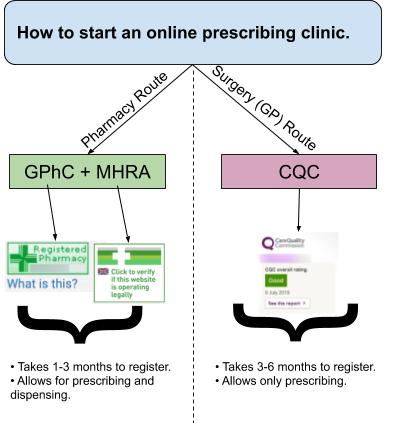 How to start an online prescribing clinic.
Pharmacy Route
Surgery (GP) Route
GPhC + MHRA
CQC
Registered
Pharmacy
What is this?
Click to verify
if this website
is operating
legally
CareQuality
Commission
CQC overall rating
Good
9 July 2019
See the report >
• Takes 1-3 months to register.
• Allows for prescribing and
dispensing.
• Takes 3-6 months to register.
• Allows only prescribing.